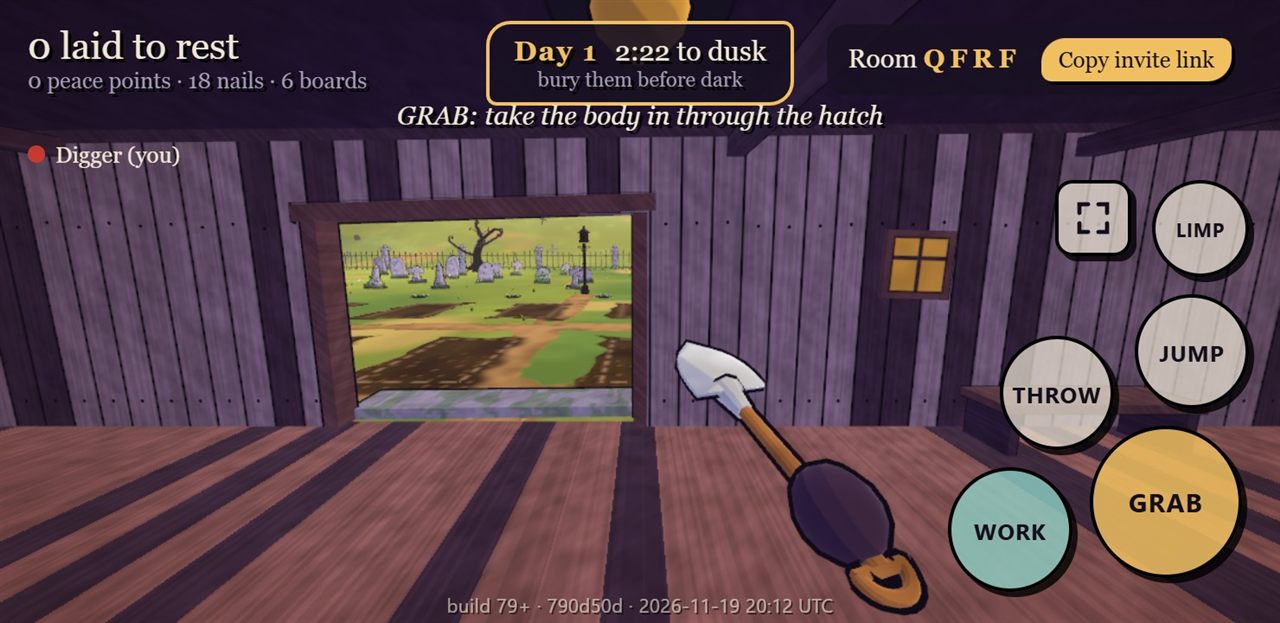 0 laid to rest
0 peace points · 18 nails · 6 boards
Day 1 2:22 to dusk
bury them before dark
Room QFRF
Copy invite link
GRAB: take the body in through the hatch
Digger (you)
LIMP
JUMP
THROW
GRAB
WORK
build 79+ · 790d50d · 2026-11-19 20:12 UTC